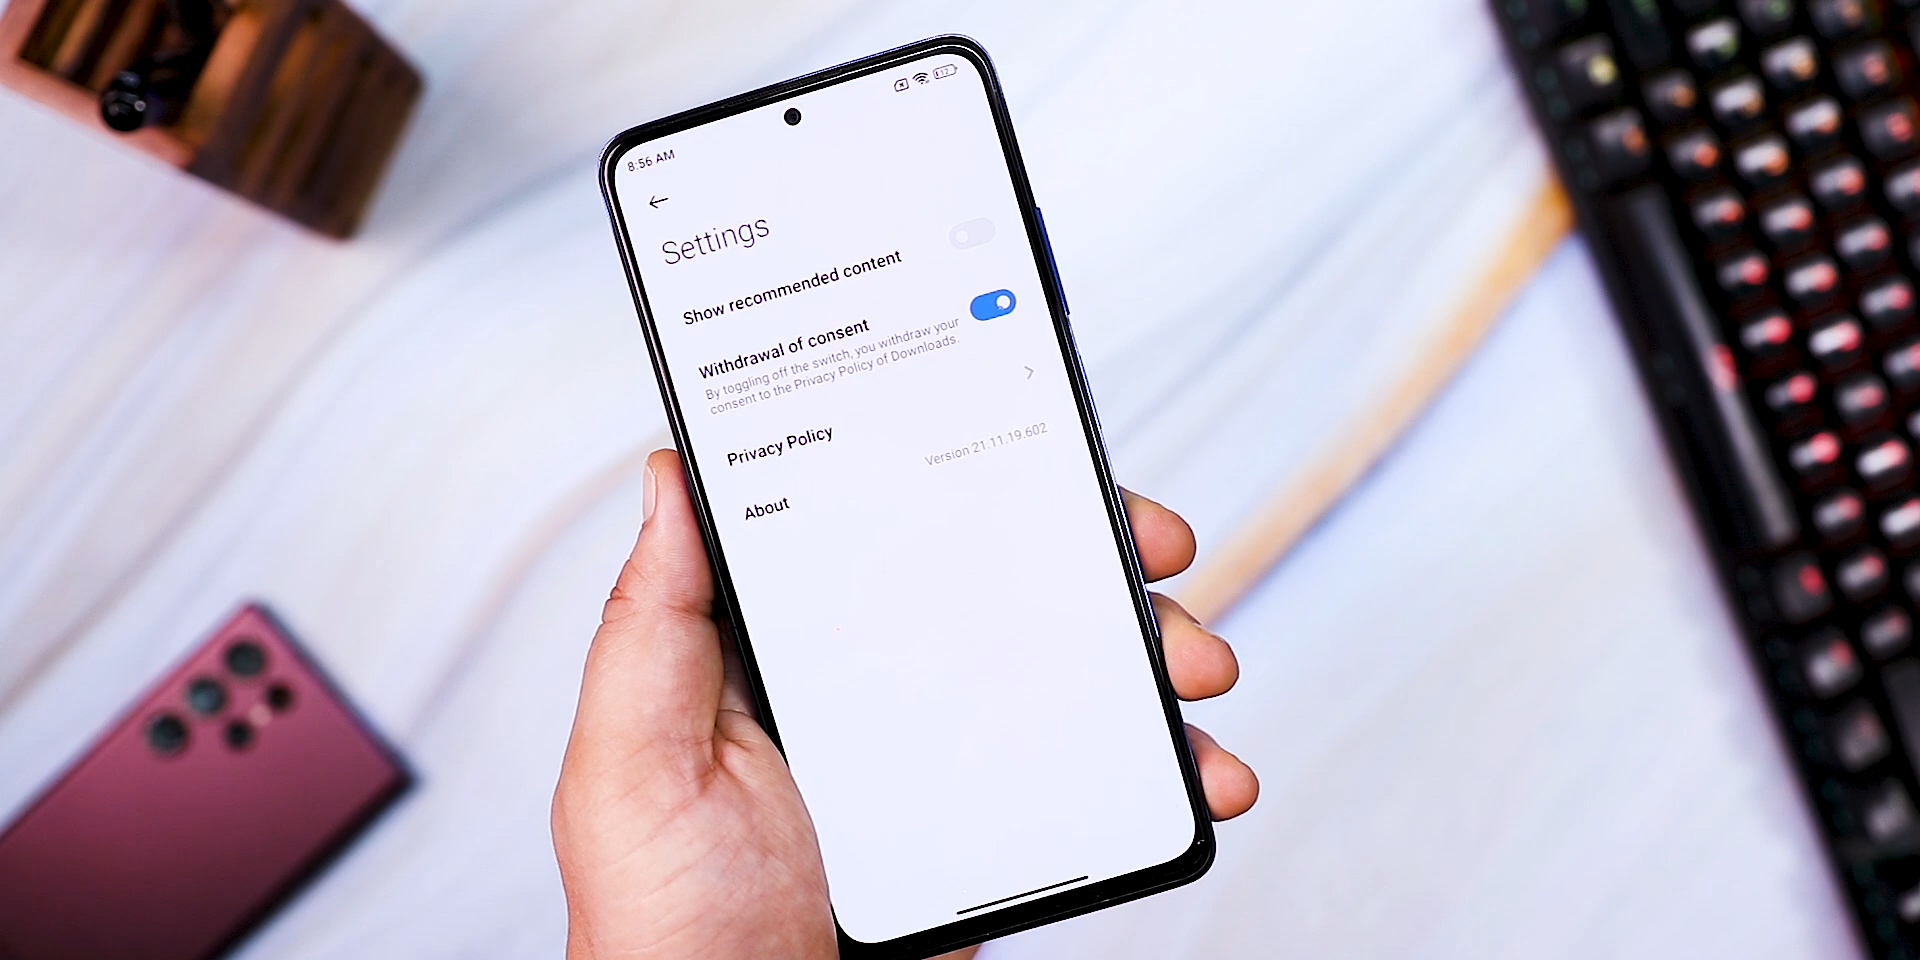 8:56 AM
12
Settings
Show recommended content
Withdrawal of consent
By toggling off the switch, you withdraw your
consent to the Privacy Policy of Downloads.
Privacy Policy
About
Version 21.11.19.602